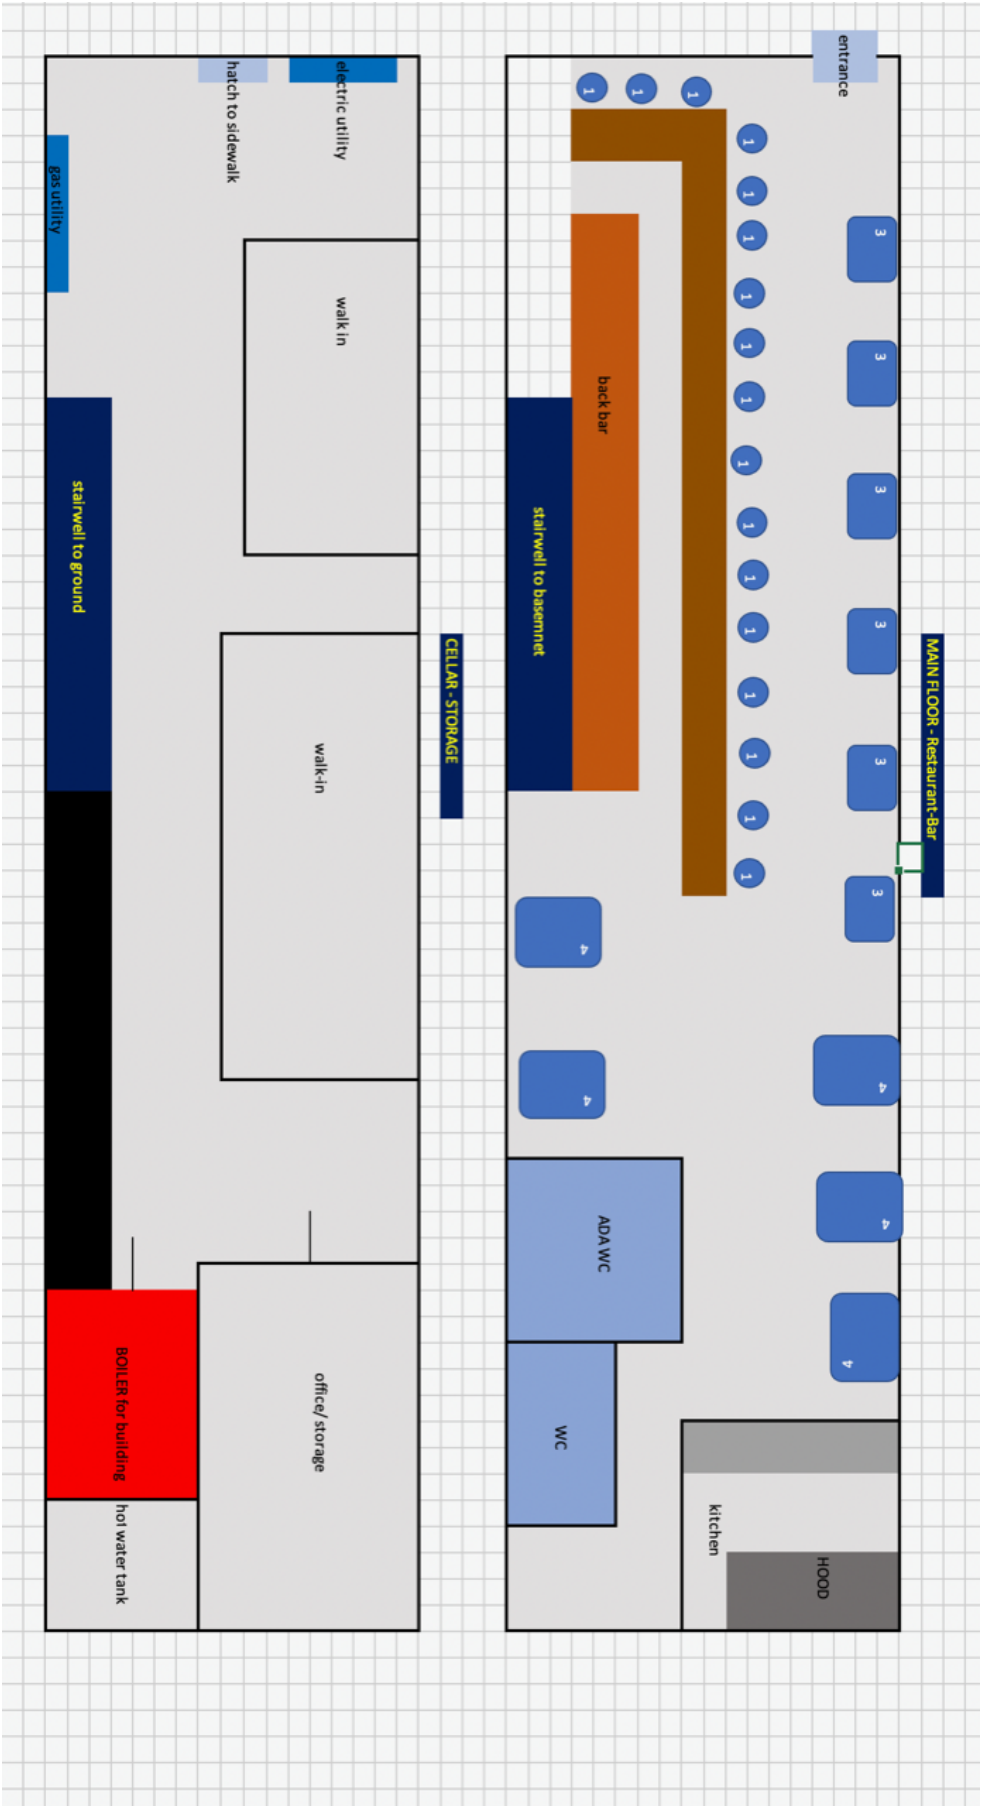 MAIN FLOOR - Restaurant-Bar
3 3 3 3 3 3 4 4 4
entrance
HOOD
1 1 1 1 1 1 1 1 1 1 1 1 1 1
kitchen
1
1
1
back bar
ADA WC
WC
4 4
stairwell to basemnet
CELLAR - STORAGE
electric utility
walk in
walk-in
office/ storage
hatch to sidewalk
BOILER for building
hot water tank
stairwell to ground
gas utility